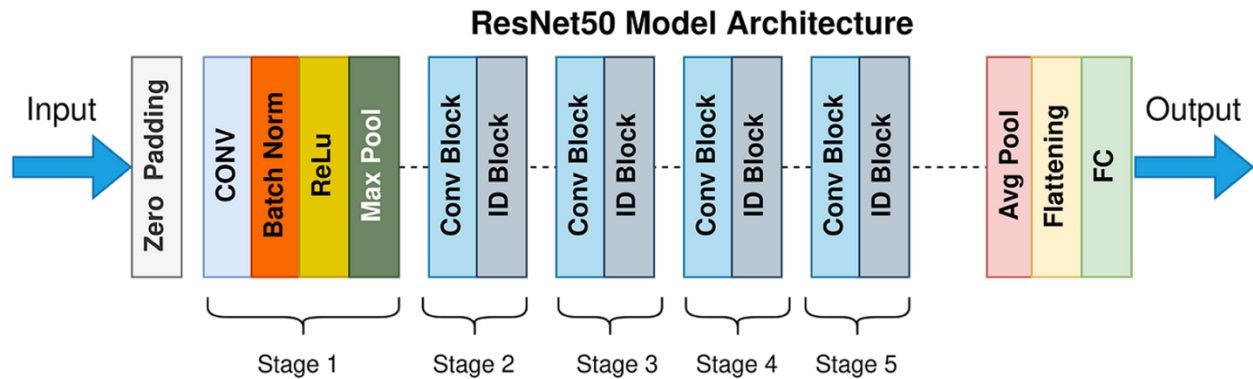 ResNet50 Model Architecture
Input
Zero Padding
CONV
Batch Norm
ReLu
Max Pool
Conv Block
ID Block
Conv Block
ID Block
Conv Block
ID Block
Conv Block
ID Block
Avg Pool
Flattening
FC
Output
Stage 1
Stage 2
Stage 3
Stage 4
Stage 5